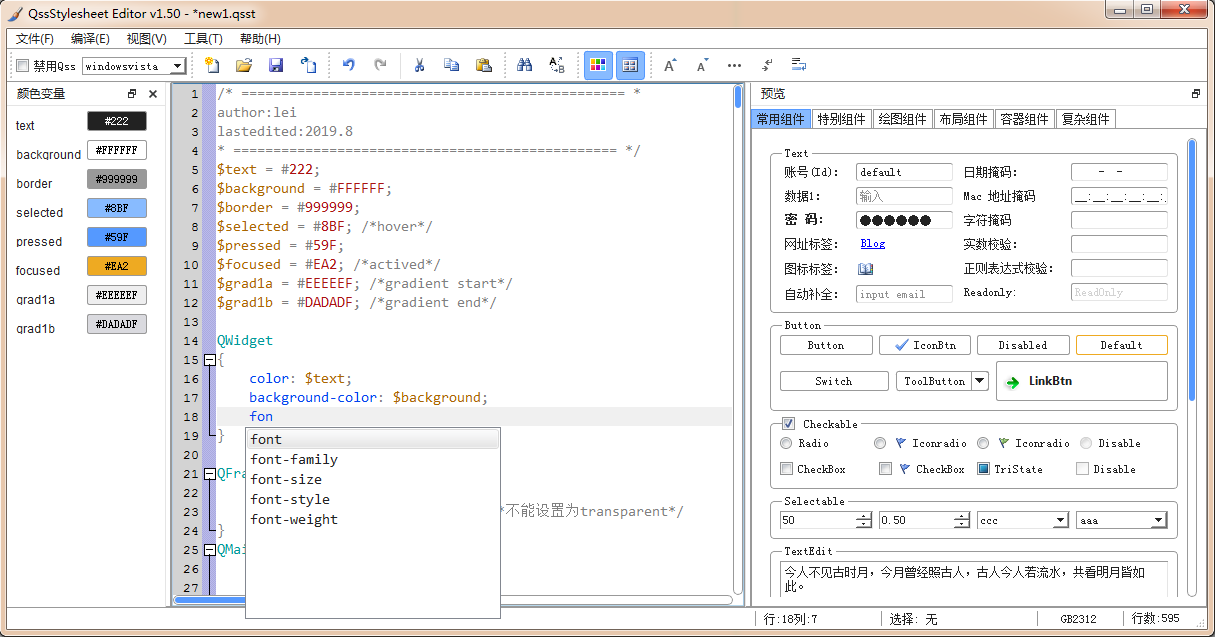 QssStylesheet Editor v1.50 - *new1.qsst
文件(F) 编译(E) 视图(V) 工具(T) 帮助(H)
禁用Qss windowsvista
颜色变量
text #222
background #FFFFFF
border #999999
selected #8BF
pressed #59F
focused #EA2
grad1a #EEEEEF
grad1b #DADADF
1 /* ================================================ *
2 author:lei
3 lastedited:2019.8
4 * ================================================ */
5 $text = #222;
6 $background = #FFFFFF;
7 $border = #999999;
8 $selected = #8BF; /*hover*/
9 $pressed = #59F;
10 $focused = #EA2; /*actived*/
11 $grad1a = #EEEEEF; /*gradient start*/
12 $grad1b = #DADADF; /*gradient end*/
13
14 QWidget
15 {
16 color: $text;
17 background-color: $background;
18 fon
19 }
20
21 QFra
22
23 *不能设置为transparent*/
24 }
25 QMai
26
27
font
font-family
font-size
font-style
font-weight
预览
常用组件 特别组件 绘图组件 布局组件 容器组件 复杂组件
Text
账号(Id): default 日期掩码: - -
数据1: 输入 Mac 地址掩码 __:__:__:__:__:
密 码: ●●●●●● 字符掩码
网址标签: Blog 实数校验:
图标标签: 正则表达式校验:
自动补全: input email Readonly: ReadOnly
Button
Button IconBtn Disabled Default
Switch ToolButton LinkBtn
Checkable
Radio Iconradio Iconradio Disable
CheckBox CheckBox TriState Disable
Selectable
50 0.50 ccc aaa
TextEdit
今人不见古时月，今月曾经照古人，古人今人若流水，共看明月皆如
此。
行:18列:7 选择: 无 GB2312 行数:595